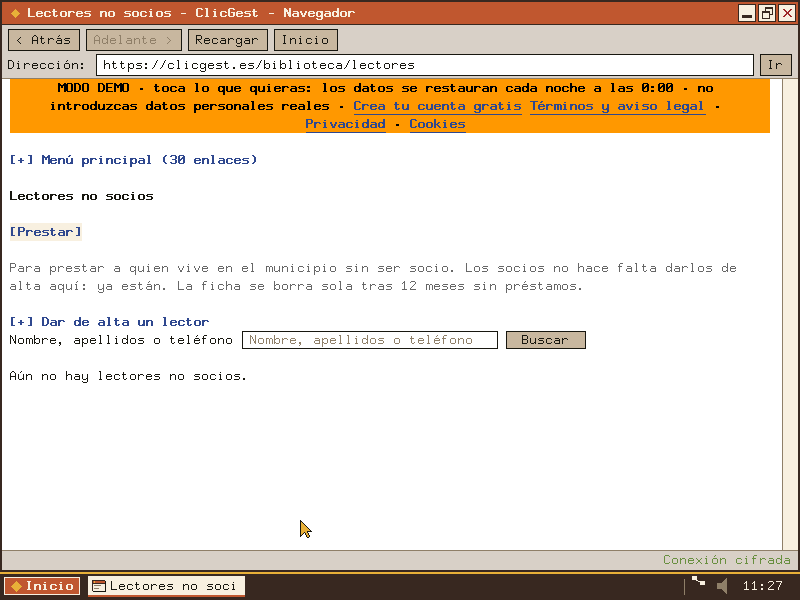 Lectores no socios - ClicGest - Navegador
< Atrás Adelante > Recargar Inicio
Dirección: https://clicgest.es/biblioteca/lectores Ir
MODO DEMO · toca lo que quieras: los datos se restauran cada noche a las 0:00 · no
introduzcas datos personales reales · Crea tu cuenta gratis Términos y aviso legal ·
Privacidad · Cookies
[+] Menú principal (30 enlaces)
Lectores no socios
[Prestar]
Para prestar a quien vive en el municipio sin ser socio. Los socios no hace falta darlos de
alta aquí: ya están. La ficha se borra sola tras 12 meses sin préstamos.
[+] Dar de alta un lector
Nombre, apellidos o teléfono Nombre, apellidos o teléfono Buscar
Aún no hay lectores no socios.
Conexión cifrada
Inicio Lectores no soci 11:27